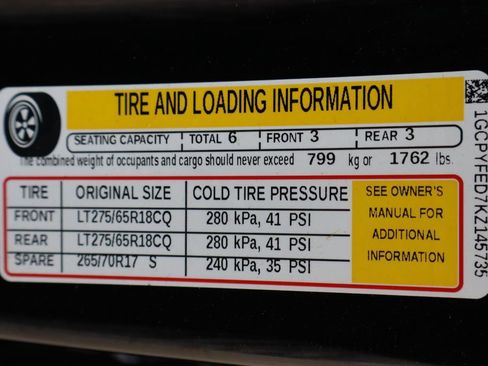 TIRE AND LOADING INFORMATION
SEATING CAPACITY TOTAL 6 FRONT 3 REAR 3
The combined weight of occupants and cargo should never exceed 799 kg or 1762 lbs.
TIRE ORIGINAL SIZE COLD TIRE PRESSURE
FRONT LT275/65R18CQ 280 kPa, 41 PSI
REAR LT275/65R18CQ 280 kPa, 41 PSI
SPARE 265/70R17 S 240 kPa, 35 PSI
SEE OWNER'S
MANUAL FOR
ADDITIONAL
INFORMATION
1GCPYFED7KZ145735